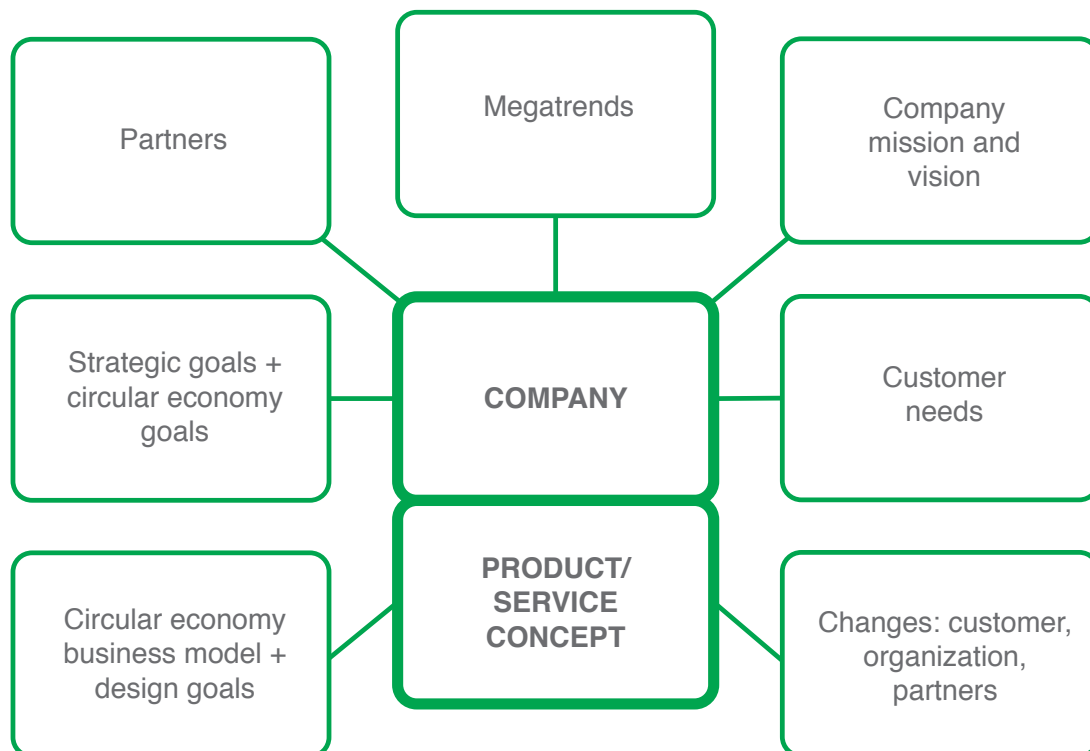 Partners
Megatrends
Company
mission and
vision
Strategic goals +
circular economy
goals
COMPANY
Customer
needs
Circular economy
business model +
design goals
PRODUCT/
SERVICE
CONCEPT
Changes: customer,
organization,
partners